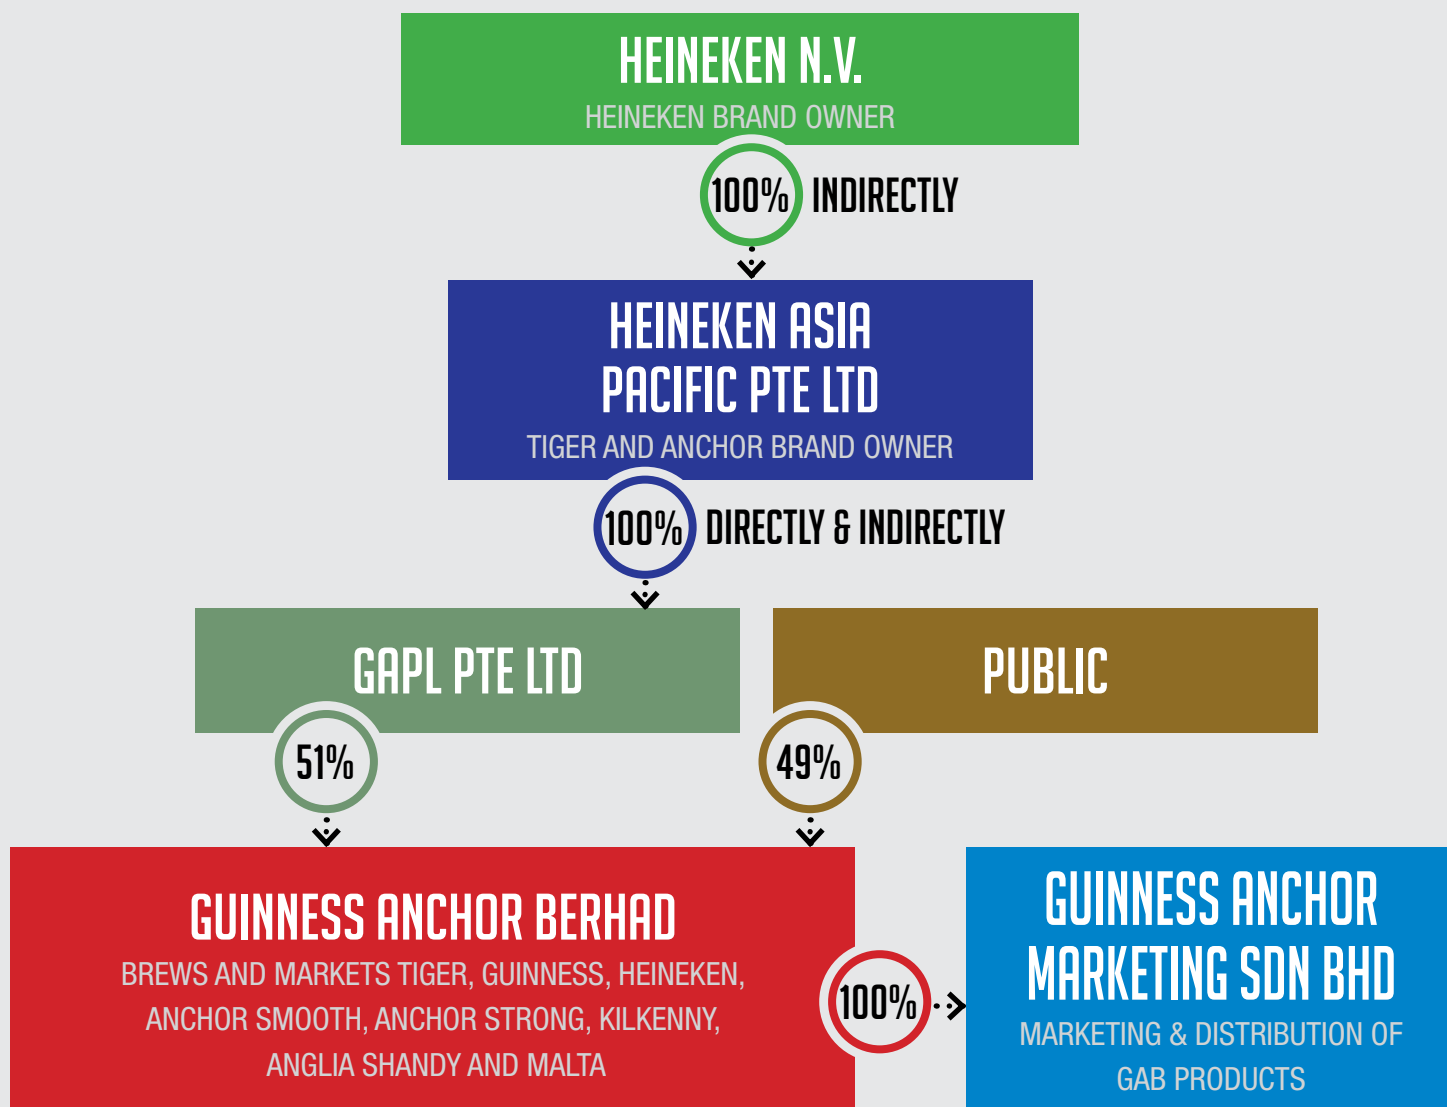 HEINEKEN N.V.
HEINEKEN BRAND OWNER
100% INDIRECTLY
HEINEKEN ASIA
PACIFIC PTE LTD
TIGER AND ANCHOR BRAND OWNER
100% DIRECTLY & INDIRECTLY
GAPL PTE LTD
PUBLIC
51%
49%
GUINNESS ANCHOR BERHAD
BREWS AND MARKETS TIGER, GUINNESS, HEINEKEN,
ANCHOR SMOOTH, ANCHOR STRONG, KILKENNY,
ANGLIA SHANDY AND MALTA
100%
GUINNESS ANCHOR
MARKETING SDN BHD
MARKETING & DISTRIBUTION OF
GAB PRODUCTS